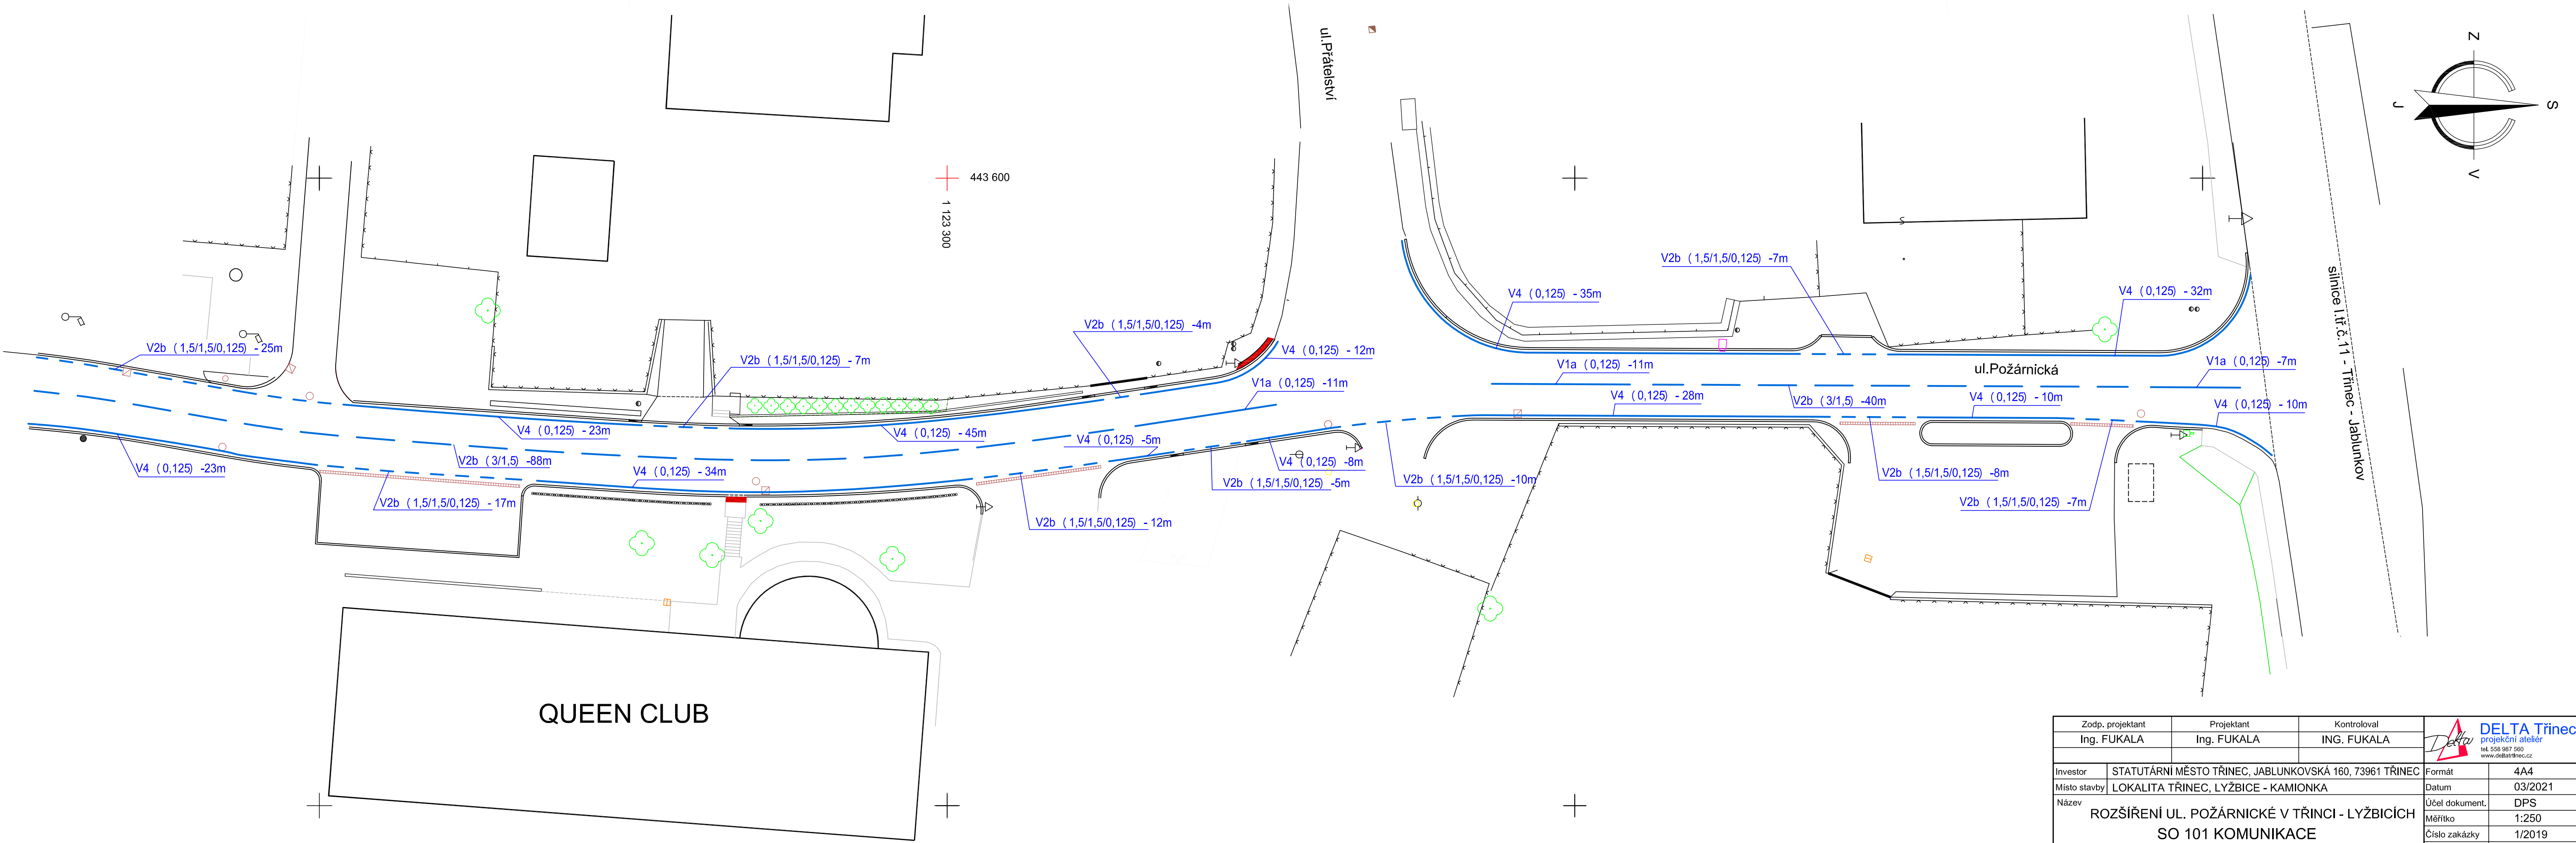 ul.Přátelství
Z
J
S
V
443 600
1 123 300
V2b ( 1,5/1,5/0,125) -7m
V4 ( 0,125) - 35m
V4 ( 0,125) - 32m
silnice I.tř.č.11 - Třinec - Jablunkov
V2b ( 1,5/1,5/0,125) -4m
V2b ( 1,5/1,5/0,125) - 25m
V2b ( 1,5/1,5/0,125) - 7m
V4 ( 0,125) - 12m
V1a ( 0,125) -11m
V1a ( 0,125) -11m
ul.Požárnická
V1a ( 0,125) -7m
V4 ( 0,125) - 28m
V2b ( 3/1,5) -40m
V4 ( 0,125) - 10m
V4 ( 0,125) - 10m
V4 ( 0,125) - 23m
V4 ( 0,125) - 45m
V4 ( 0,125) -5m
V4 ( 0,125) -23m
V2b ( 3/1,5) -88m
V4 ( 0,125) - 34m
V4 ( 0,125) -8m
V2b ( 1,5/1,5/0,125) - 17m
V2b ( 1,5/1,5/0,125) - 12m
V2b ( 1,5/1,5/0,125) -5m
V2b ( 1,5/1,5/0,125) -10m
V2b ( 1,5/1,5/0,125) -8m
V2b ( 1,5/1,5/0,125) -7m
QUEEN CLUB
Zodp. projektant Projektant Kontroloval
Ing. FUKALA Ing. FUKALA ING. FUKALA
Delta
DELTA Třinec
projekční ateliér
tel. 558 987 560
www.deltatrinec.cz
Investor STATUTÁRNÍ MĚSTO TŘINEC, JABLUNKOVSKÁ 160, 73961 TŘINEC
Formát 4A4
Místo stavby LOKALITA TŘINEC, LYŽBICE - KAMIONKA
Datum 03/2021
Název ROZŠÍŘENÍ UL. POŽÁRNICKÉ V TŘINCI - LYŽBICÍCH
SO 101 KOMUNIKACE
Účel dokument. DPS
Měřítko 1:250
Číslo zakázky 1/2019